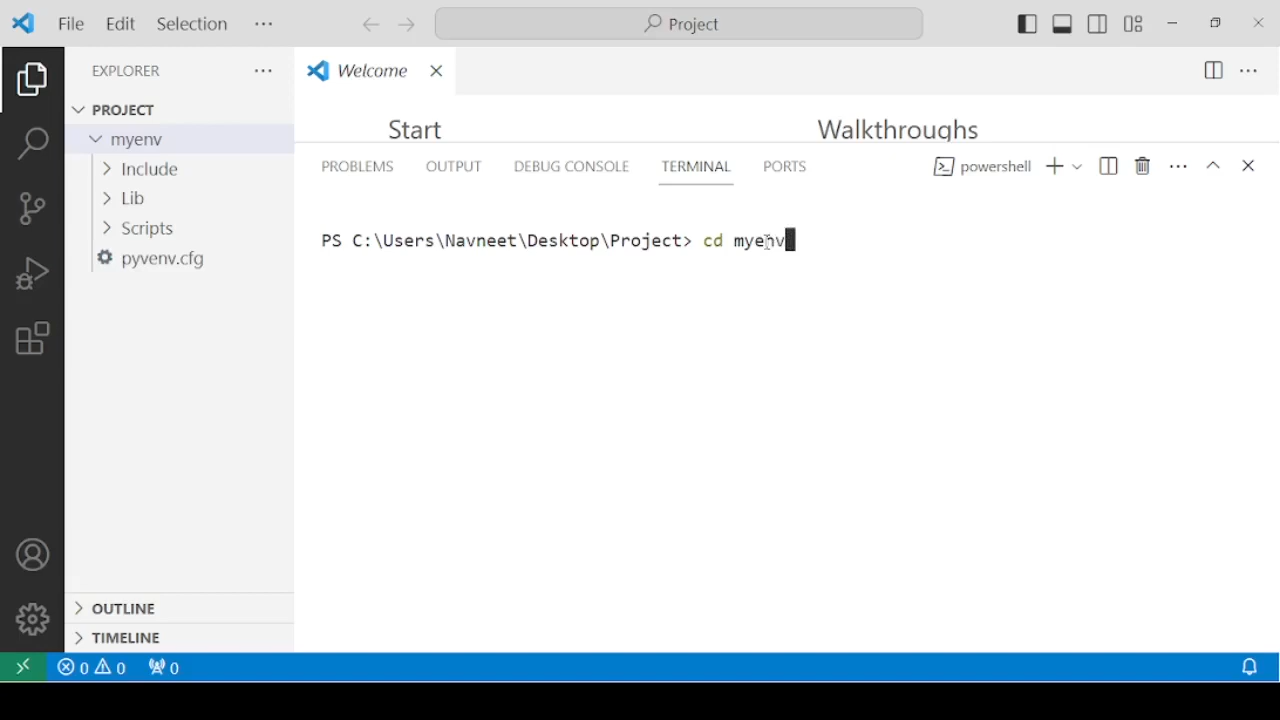 File Edit Selection ··· Project
EXPLORER ···
Welcome
PROJECT
myenv
Include
Lib
Scripts
pyvenv.cfg
OUTLINE
TIMELINE
Start Walkthroughs
PROBLEMS OUTPUT DEBUG CONSOLE TERMINAL PORTS powershell
PS C:\Users\Navneet\Desktop\Project> cd myenv
0 0 0